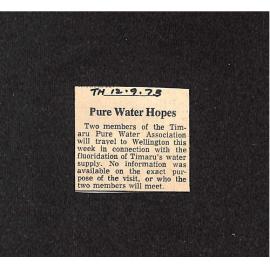 TH 12.9.75
Pure Water Hopes
Two members of the Tim-
aru Pure Water Association
will travel to Wellington this
week in connection with the
fluoridation of Timaru's water
supply. No information was
available on the exact pur-
pose of the visit, or who the
two members will meet.